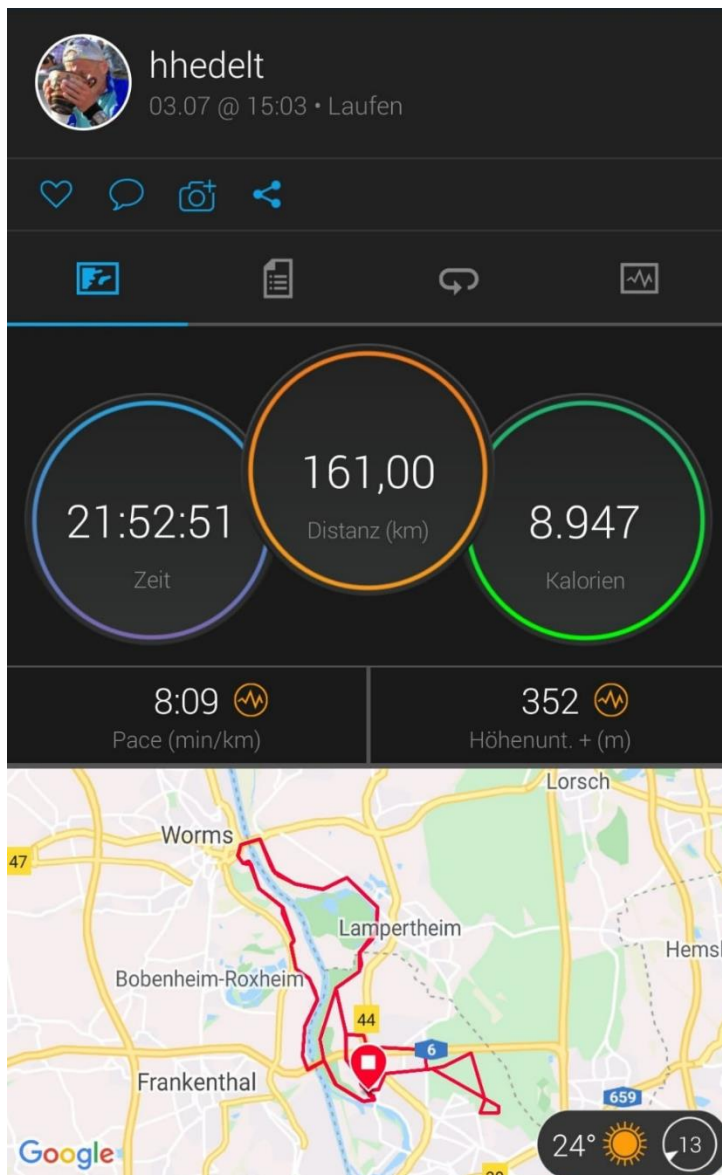 hhedelt
03.07 @ 15:03 • Laufen
161,00
Distanz (km)
21:52:51
Zeit
8.947
Kalorien
8:09
Pace (min/km)
352
Höhenunt. + (m)
Lorsch
Worms
47
Lampertheim
Hemsl
Bobenheim-Roxheim
44
6
Frankenthal
659
Google
24°
13